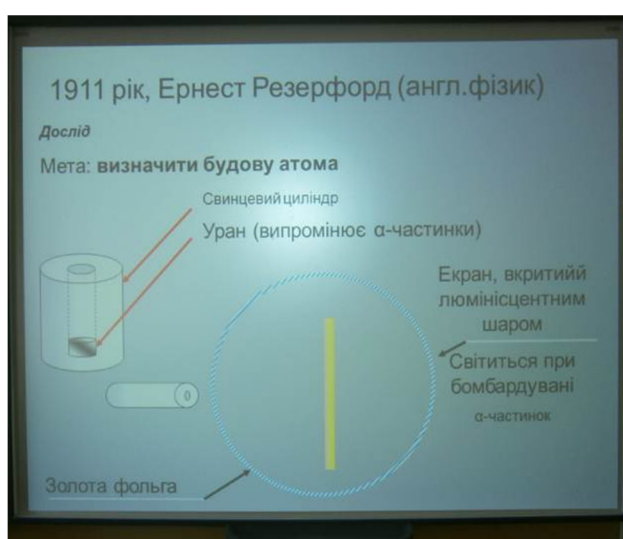 1911 рік, Ернест Резерфорд (англ.фізик)
Дослід
Мета: визначити будову атома
Свинцевий циліндр
Уран (випромінює α-частинки)
Екран, вкритийй
люмінісцентним
шаром
Світиться при
бомбардувані
α-частинок
Золота фольга